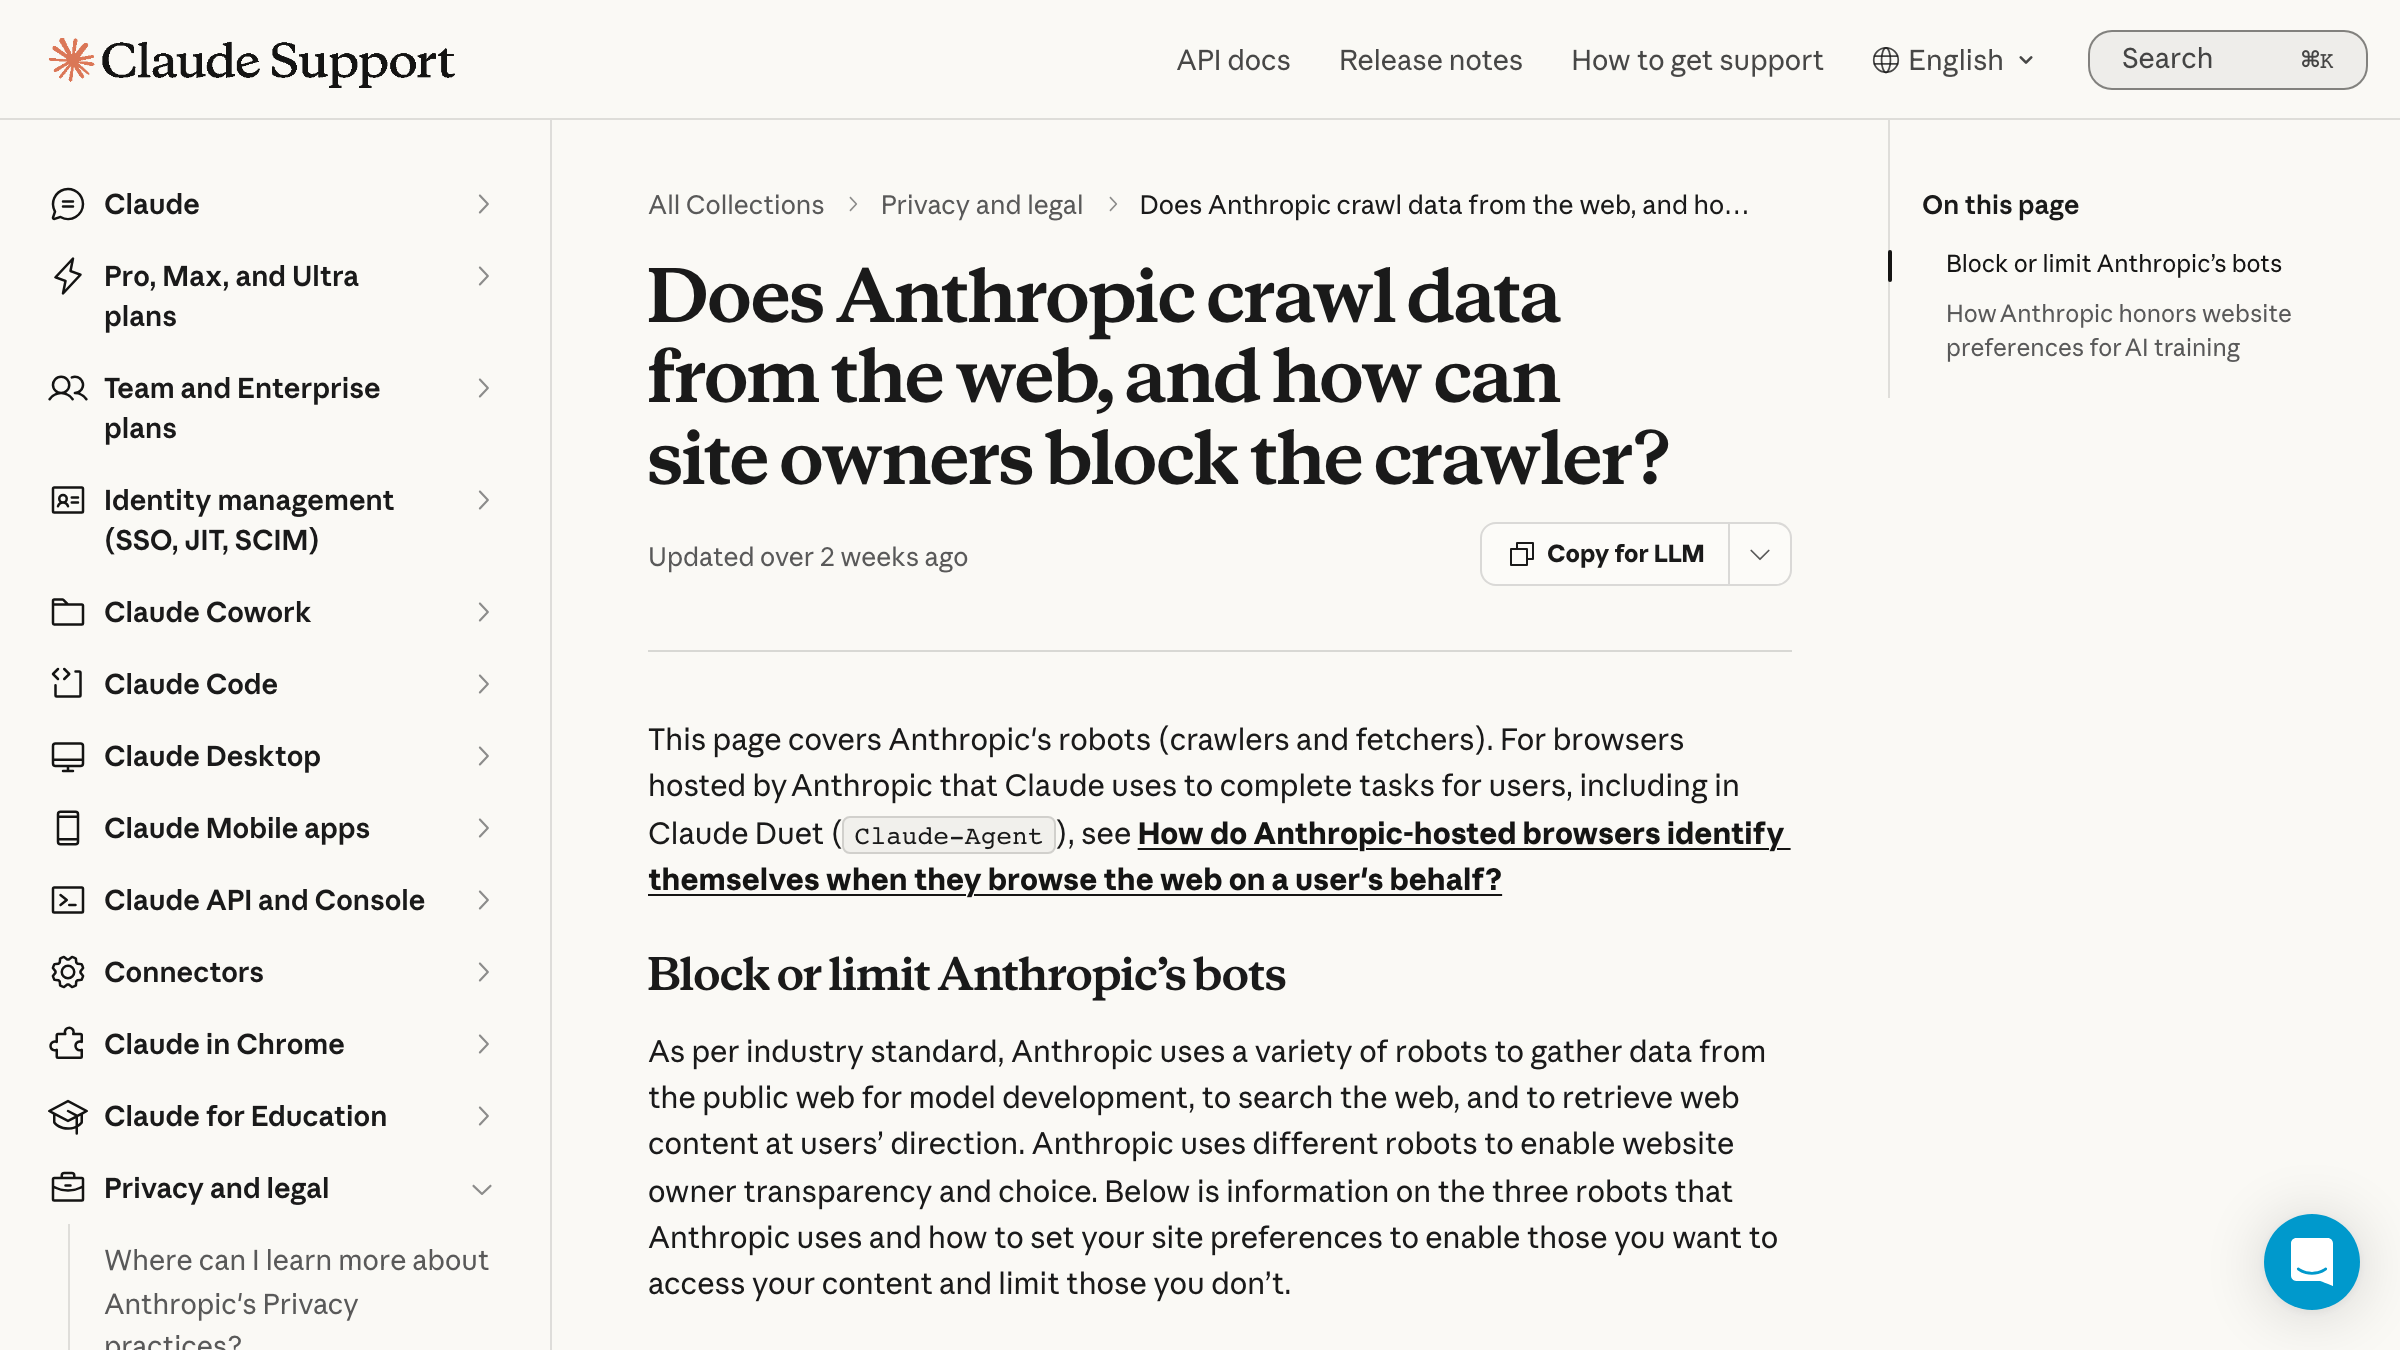 Claude Support
API docs
Release notes
How to get support
English
Search
⌘K
Claude
Pro, Max, and Ultra
plans
Team and Enterprise
plans
Identity management
(SSO, JIT, SCIM)
Claude Cowork
Claude Code
Claude Desktop
Claude Mobile apps
Claude API and Console
Connectors
Claude in Chrome
Claude for Education
Privacy and legal
Where can I learn more about
Anthropic's Privacy
practices?
All Collections
Privacy and legal
Does Anthropic crawl data from the web, and ho…
Does Anthropic crawl data
from the web, and how can
site owners block the crawler?
Updated over 2 weeks ago
Copy for LLM
This page covers Anthropic's robots (crawlers and fetchers). For browsers
hosted by Anthropic that Claude uses to complete tasks for users, including in
Claude Duet (Claude-Agent), see How do Anthropic-hosted browsers identify
themselves when they browse the web on a user's behalf?
Block or limit Anthropic’s bots
As per industry standard, Anthropic uses a variety of robots to gather data from
the public web for model development, to search the web, and to retrieve web
content at users’ direction. Anthropic uses different robots to enable website
owner transparency and choice. Below is information on the three robots that
Anthropic uses and how to set your site preferences to enable those you want to
access your content and limit those you don’t.
On this page
Block or limit Anthropic’s bots
How Anthropic honors website
preferences for AI training